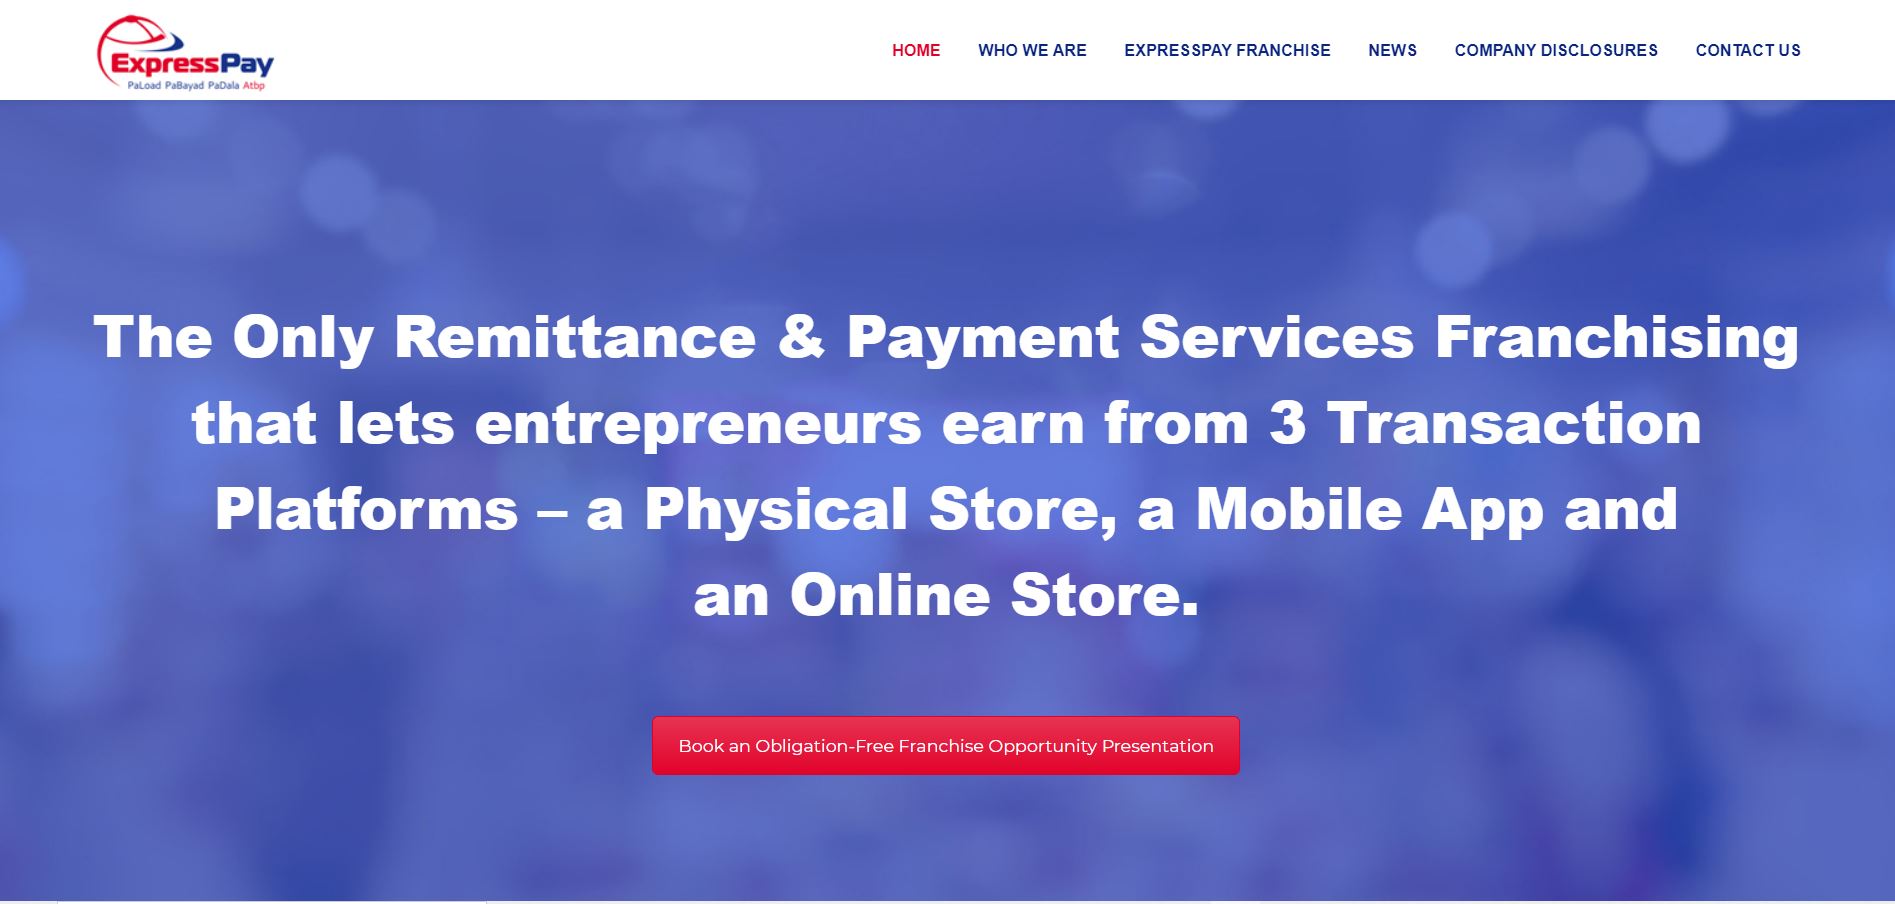 ExpressPay
PaLoad PaBayad PaDala Atbp
HOME WHO WE ARE EXPRESSPAY FRANCHISE NEWS COMPANY DISCLOSURES CONTACT US
The Only Remittance & Payment Services Franchising
that lets entrepreneurs earn from 3 Transaction
Platforms – a Physical Store, a Mobile App and
an Online Store.
Book an Obligation-Free Franchise Opportunity Presentation